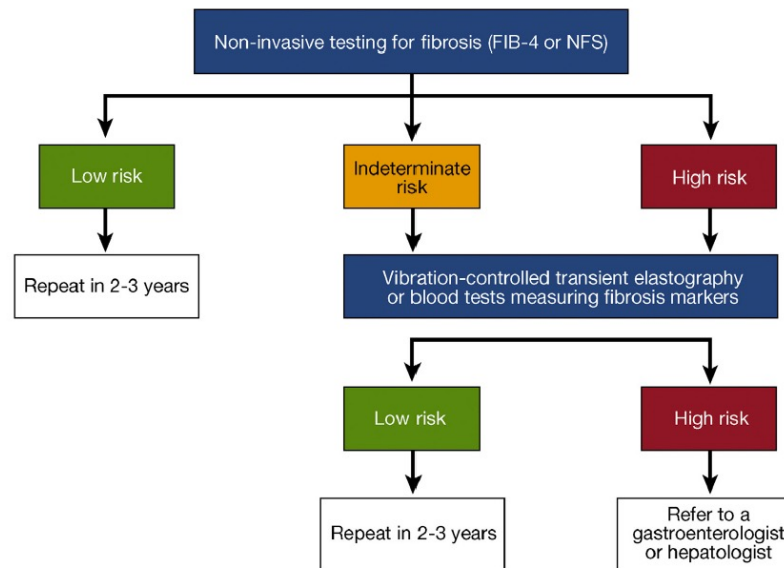 Non-invasive testing for fibrosis (FIB-4 or NFS)
Low risk
Indeterminate
risk
High risk
Repeat in 2-3 years
Vibration-controlled transient elastography
or blood tests measuring fibrosis markers
Low risk
High risk
Repeat in 2-3 years
Refer to a
gastroenterologist
or hepatologist